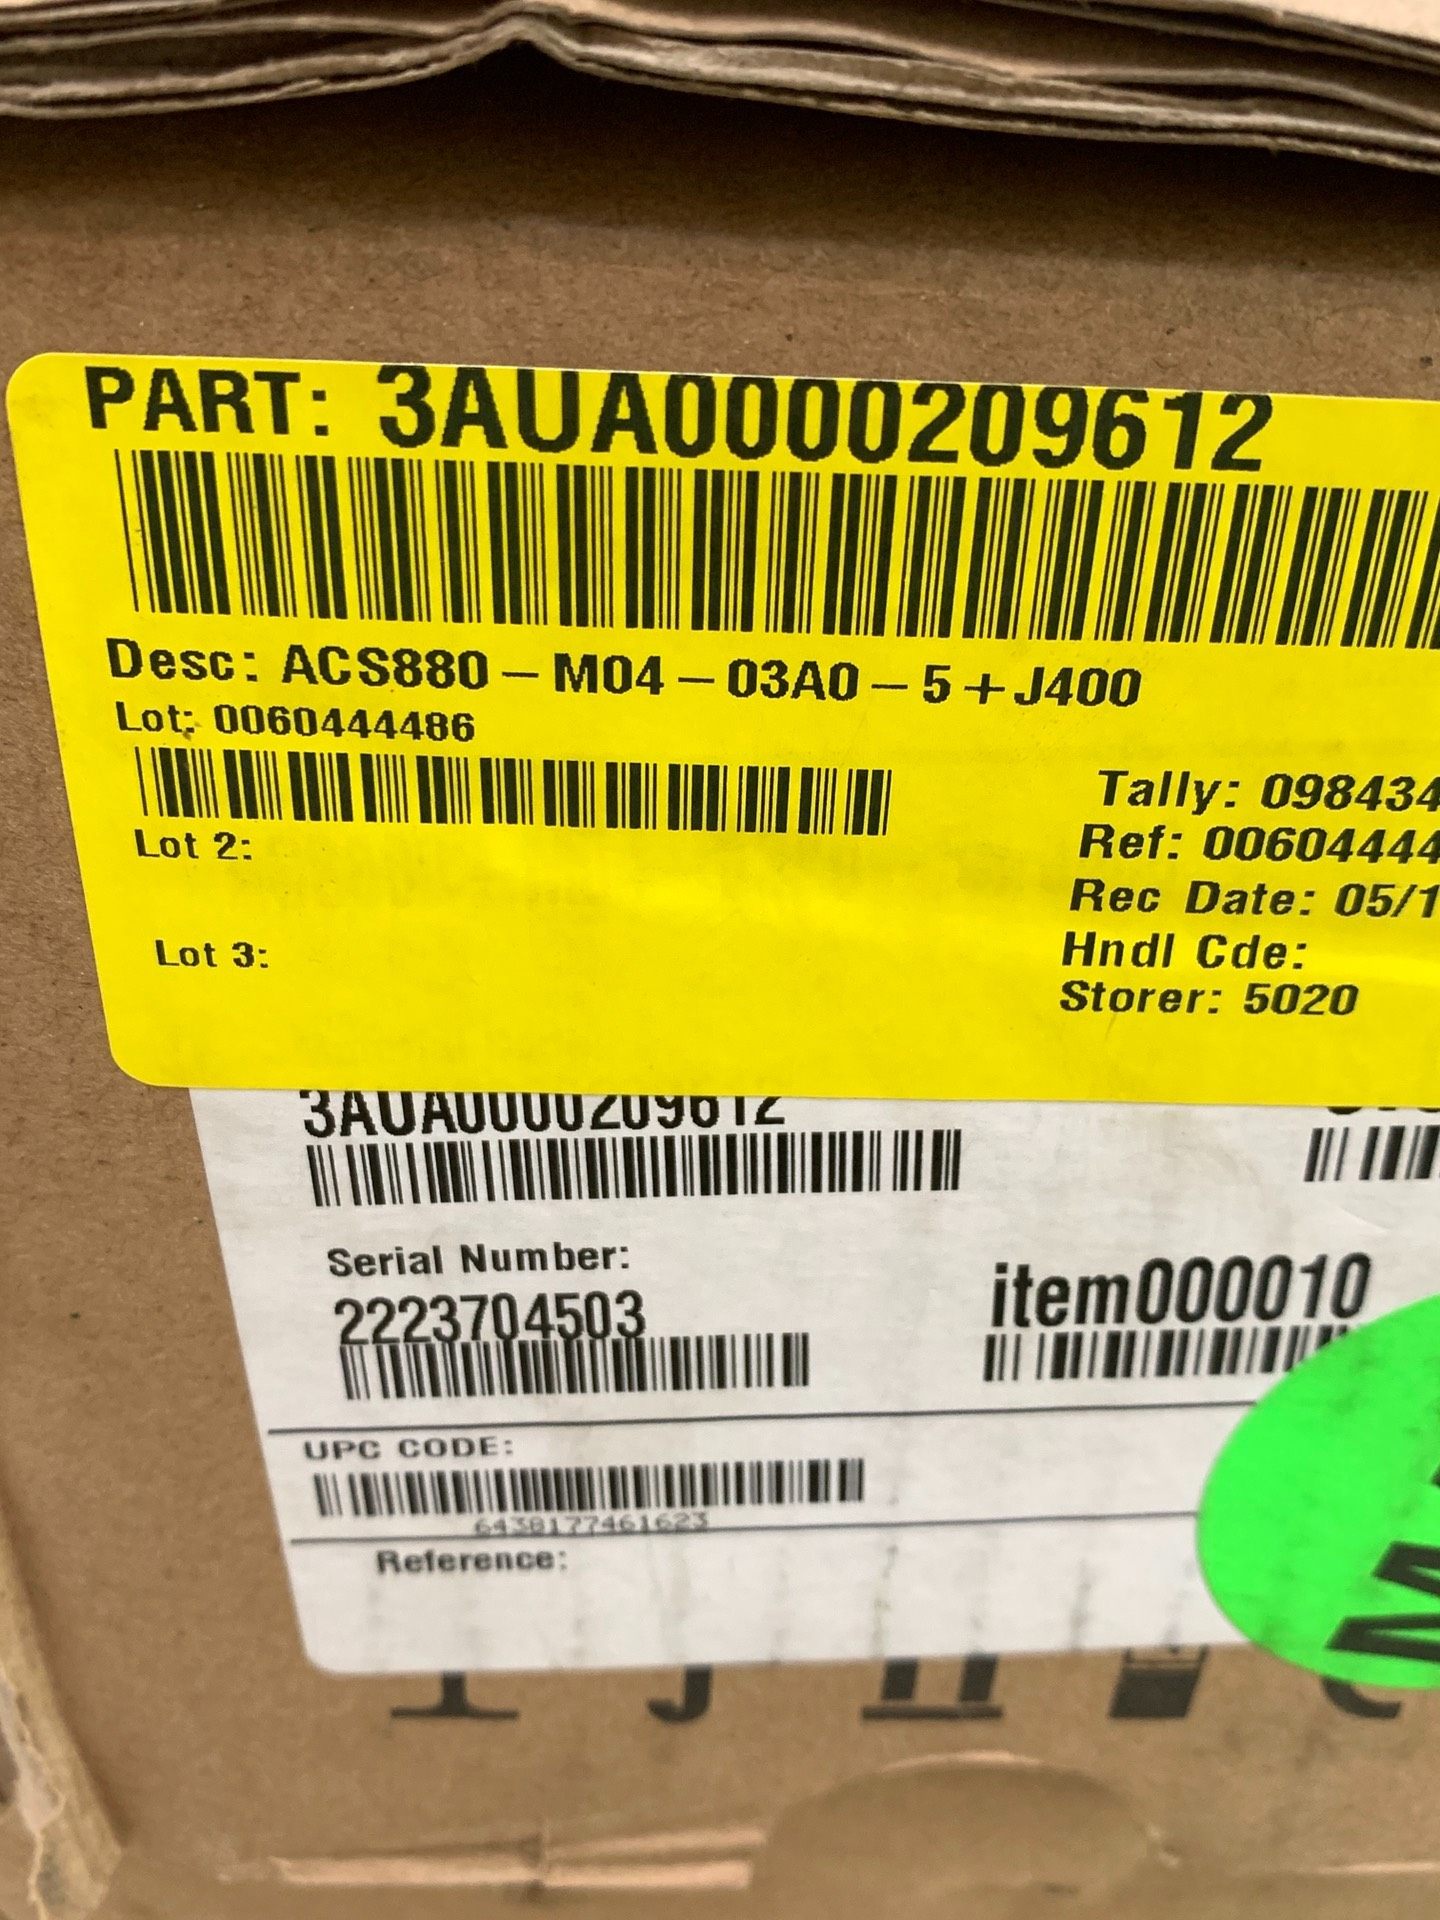 PART: 3AUA0000209612
Desc: ACS880-M04-03A0-5+J400
Lot: 0060444486
Tally: 098434
Lot 2:
Ref: 00604444
Rec Date: 05/1
Lot 3:
Hndl Cde:
Storer: 5020
3AUA0000209612
Serial Number:
2223704503
item000010
UPC CODE:
6438177461623
Reference: